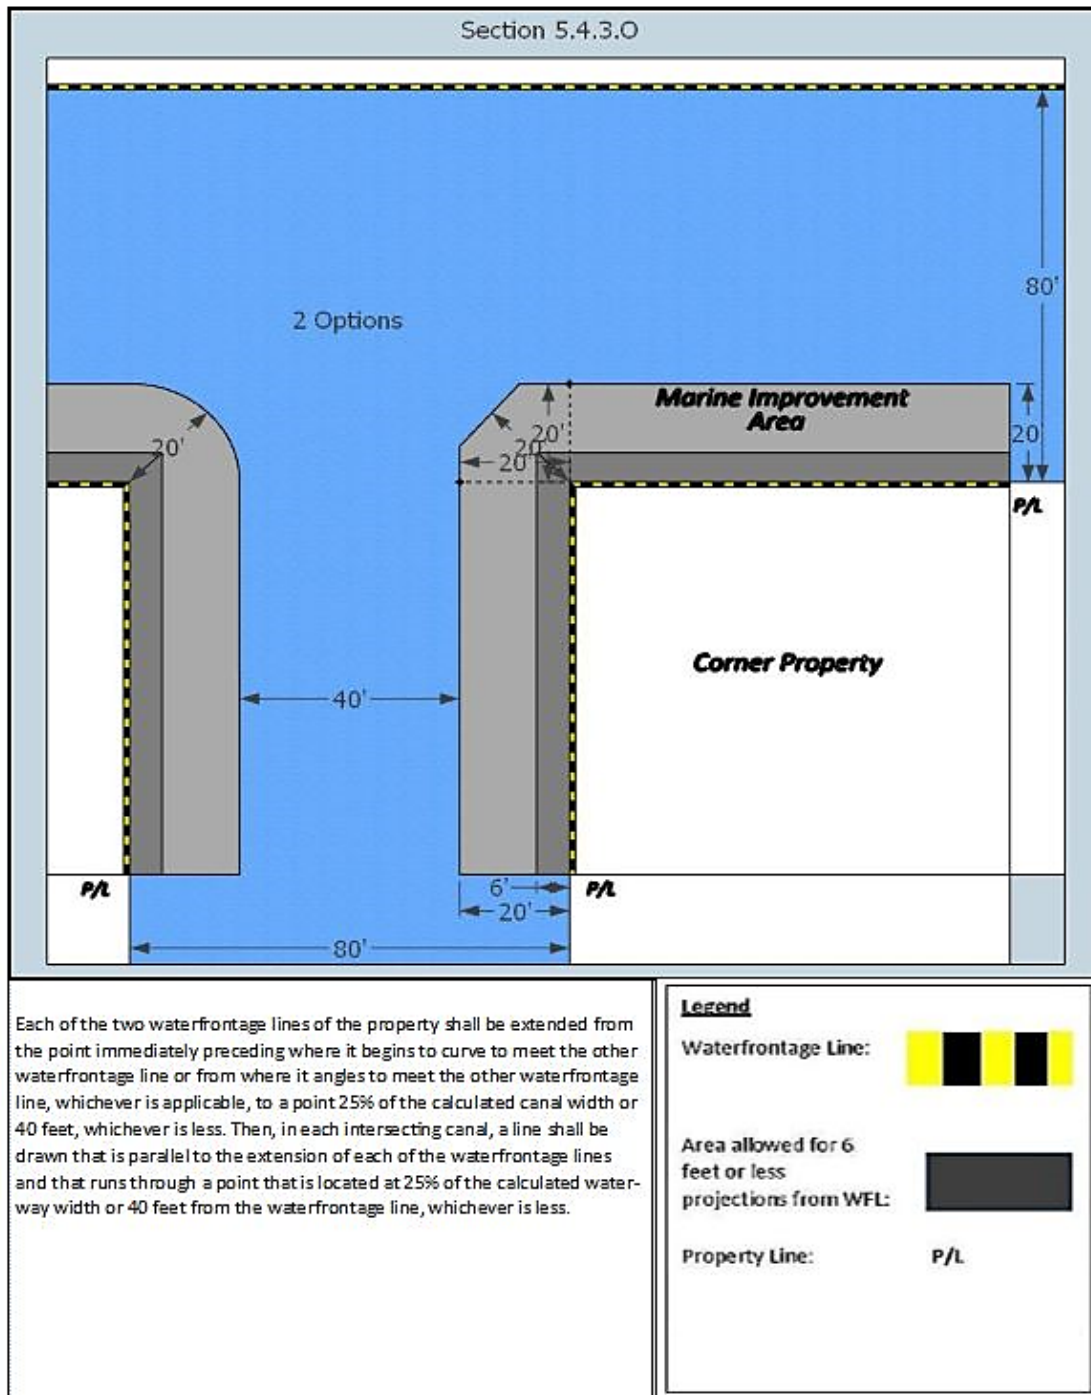 Section 5.4.3.O
80'
2 Options
Marine Improvement
Area
20'
20'
20'
20
20
P/L
Corner Property
40'
P/L
6'
P/L
20'
80'
Each of the two waterfrontage lines of the property shall be extended from
the point immediately preceding where it begins to curve to meet the other
waterfrontage line or from where it angles to meet the other waterfrontage
line, whichever is applicable, to a point 25% of the calculated canal width or
40 feet, whichever is less. Then, in each intersecting canal, a line shall be
drawn that is parallel to the extension of each of the waterfrontage lines
and that runs through a point that is located at 25% of the calculated water-
way width or 40 feet from the waterfrontage line, whichever is less.
Legend
Waterfrontage Line:
Area allowed for 6
feet or less
projections from WFL:
Property Line: P/L